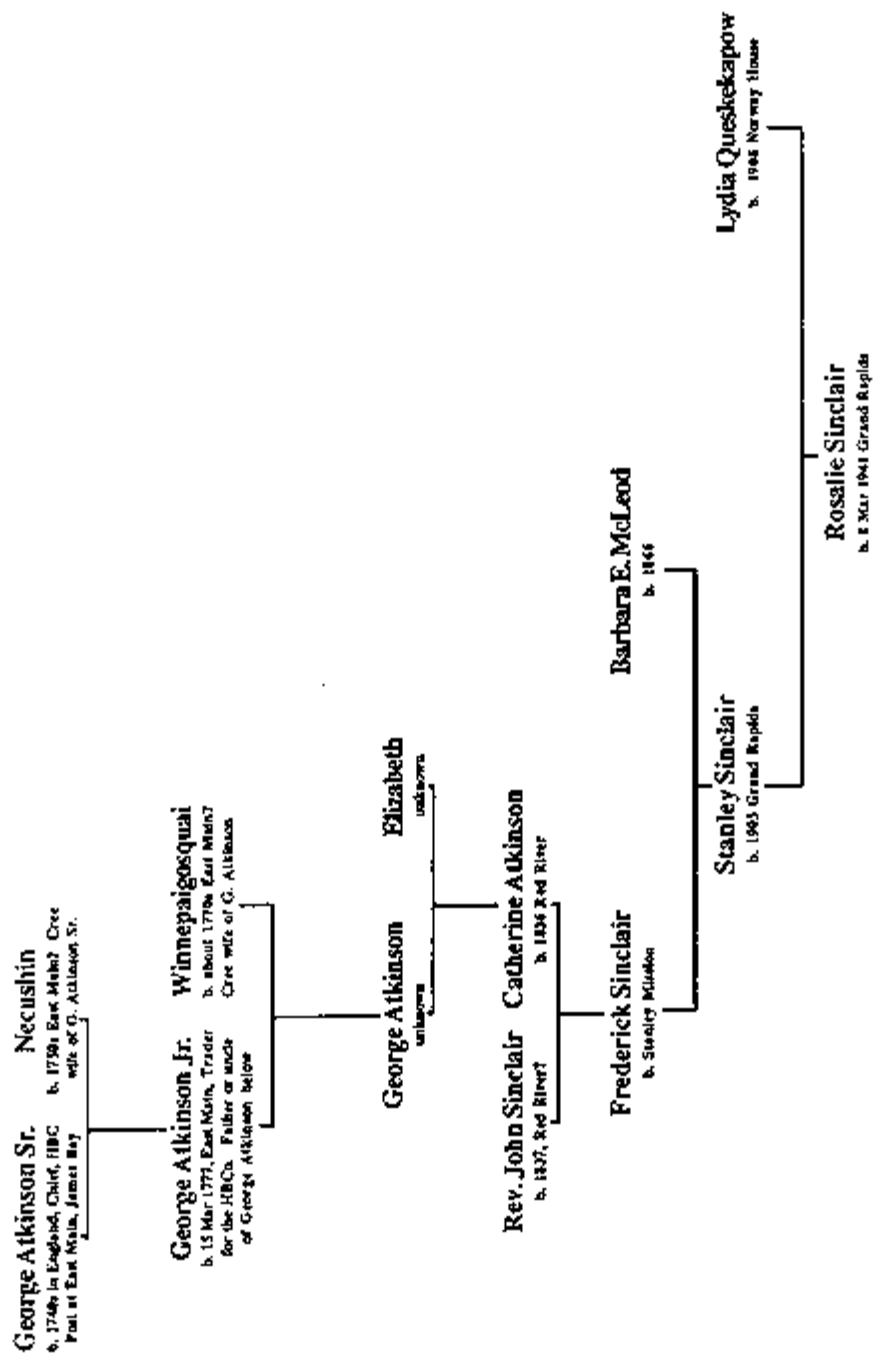 George Atkinson Sr.
b. 1740s in England, Chief, HBC
Post at East Main, James Bay
Necushin
b. 1750s East Main? Cree
wife of G. Atkinson Sr.
George Atkinson Jr.
b. 15 Mar 1777, East Main, Trader
for the HBCo. Father or uncle
of George Atkinson below
Winnepaigosquai
b. about 1770s East Main?
Cree wife of G. Atkinson
George Atkinson
unknown
Elizabeth
unknown
Rev. John Sinclair
b. 1837, Red River?
Catherine Atkinson
b. 1836 Red River
Frederick Sinclair
b. Stanley Mission
Barbara E. McLeod
b. 1866
Stanley Sinclair
b. 1905 Grand Rapids
Lydia Queskekapow
b. 1908 Norway House
Rosalie Sinclair
b. 8 Mar 1941 Grand Rapids